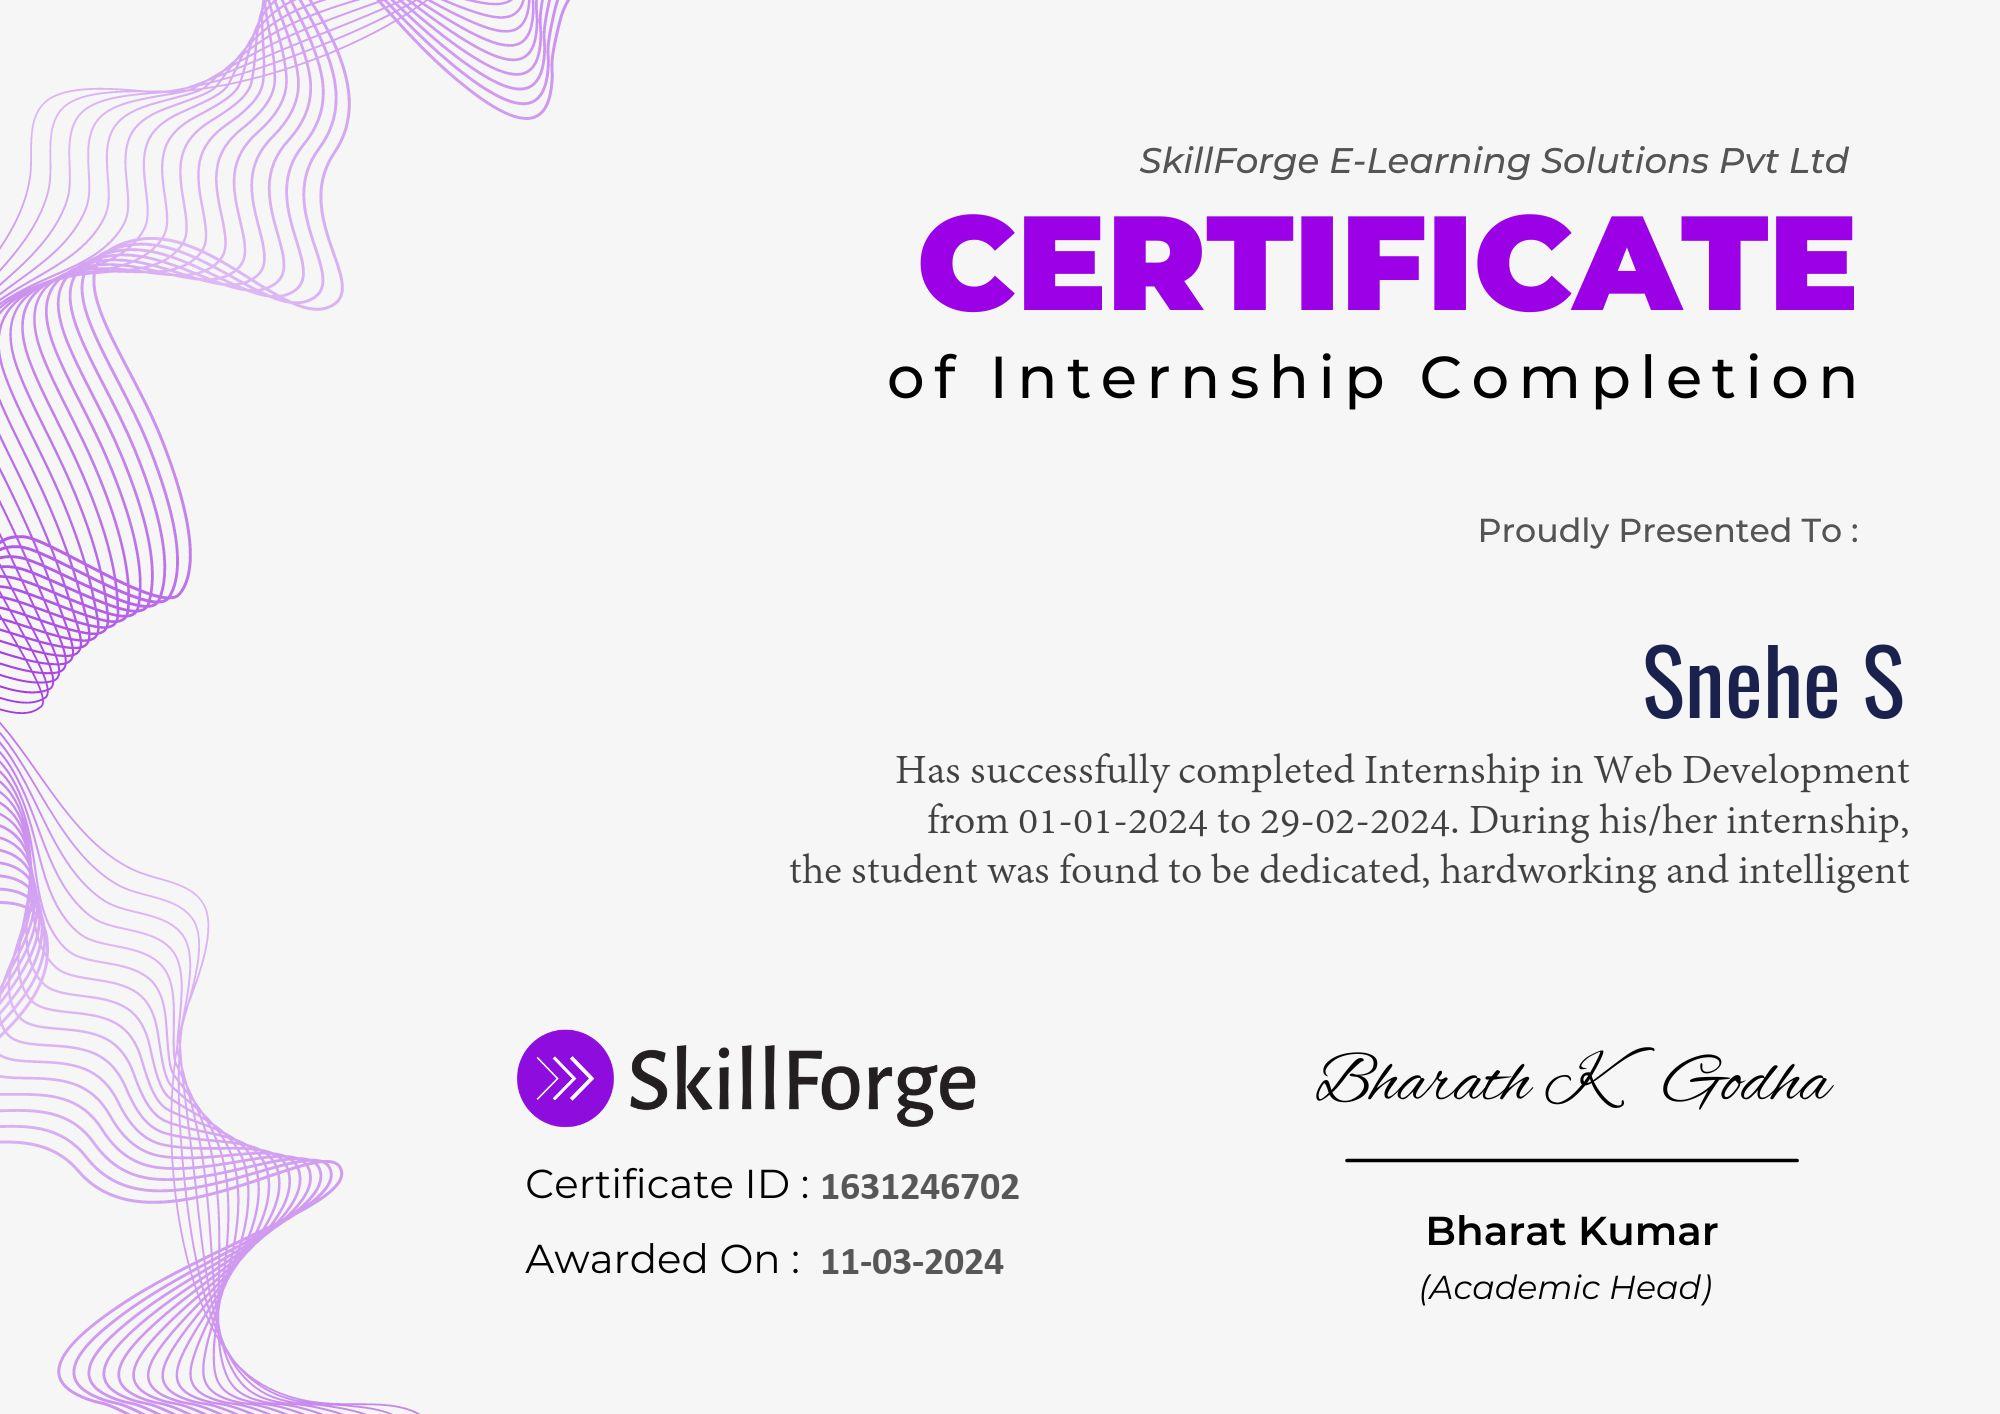 SkillForge E-Learning Solutions Pvt Ltd
CERTIFICATE
of Internship Completion
Proudly Presented To :
Snehe S
Has successfully completed Internship in Web Development
from 01-01-2024 to 29-02-2024. During his/her internship,
the student was found to be dedicated, hardworking and intelligent
SkillForge
Certificate ID : 1631246702
Awarded On : 11-03-2024
Bharath K Godha
Bharat Kumar
(Academic Head)